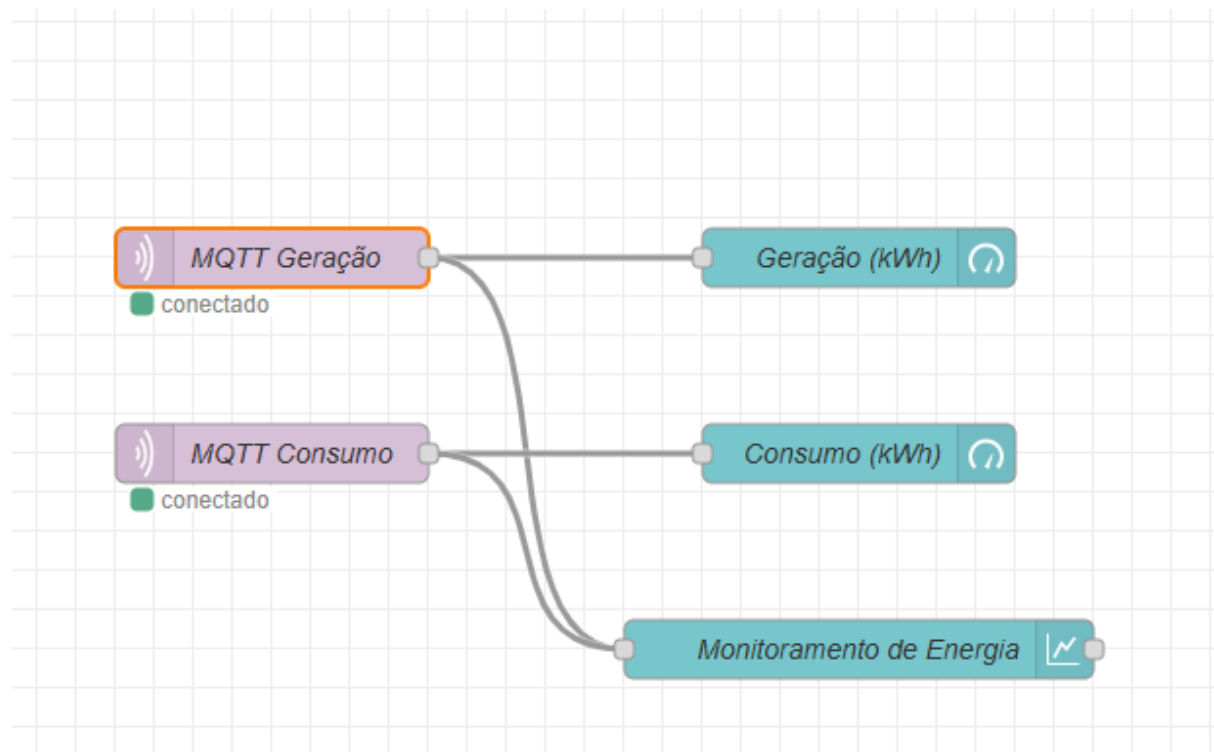 MQTT Geração
Geração (kWh)
conectado
MQTT Consumo
Consumo (kWh)
conectado
Monitoramento de Energia